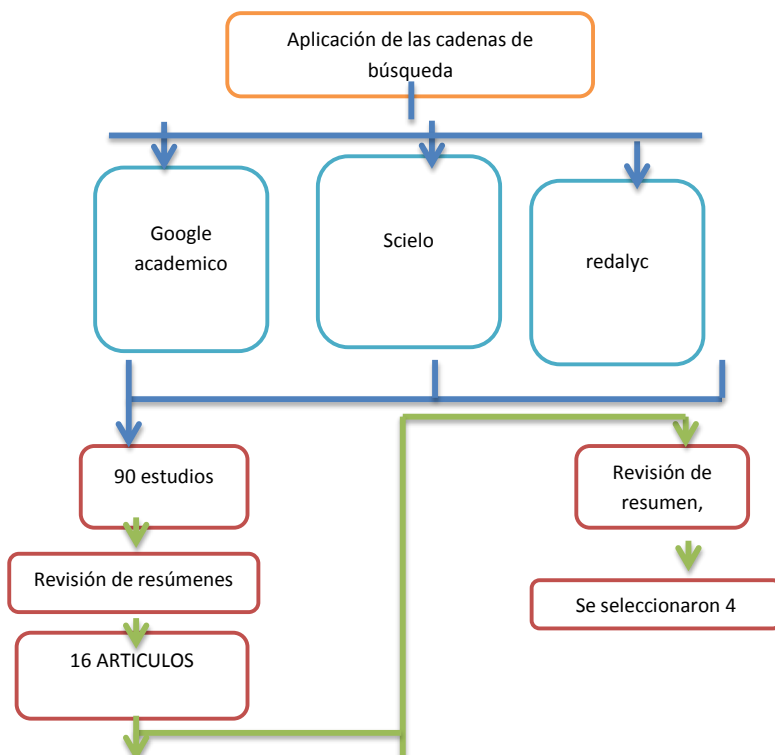 Aplicación de las cadenas de
búsqueda
Google
academico
Scielo
redalyc
90 estudios
Revisión de resúmenes
16 ARTICULOS
Revisión de
resumen,
Se seleccionaron 4